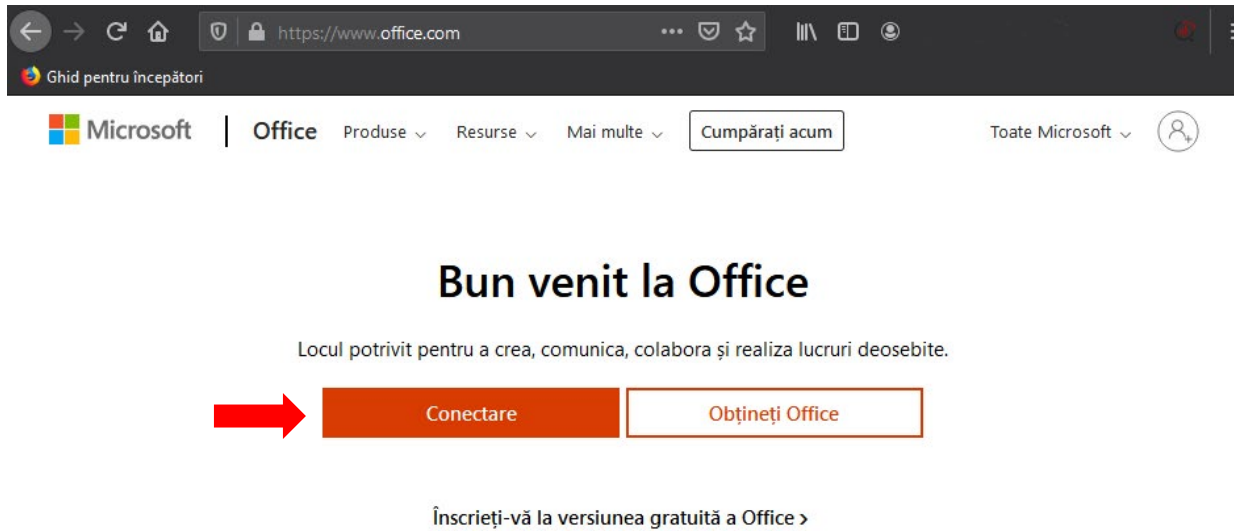 https://www.office.com
Ghid pentru începători
Microsoft Office Produse Resurse Mai multe Cumpărați acum Toate Microsoft
Bun venit la Office
Locul potrivit pentru a crea, comunica, colabora și realiza lucruri deosebite.
Conectare Obțineți Office
Înscrieți-vă la versiunea gratuită a Office >